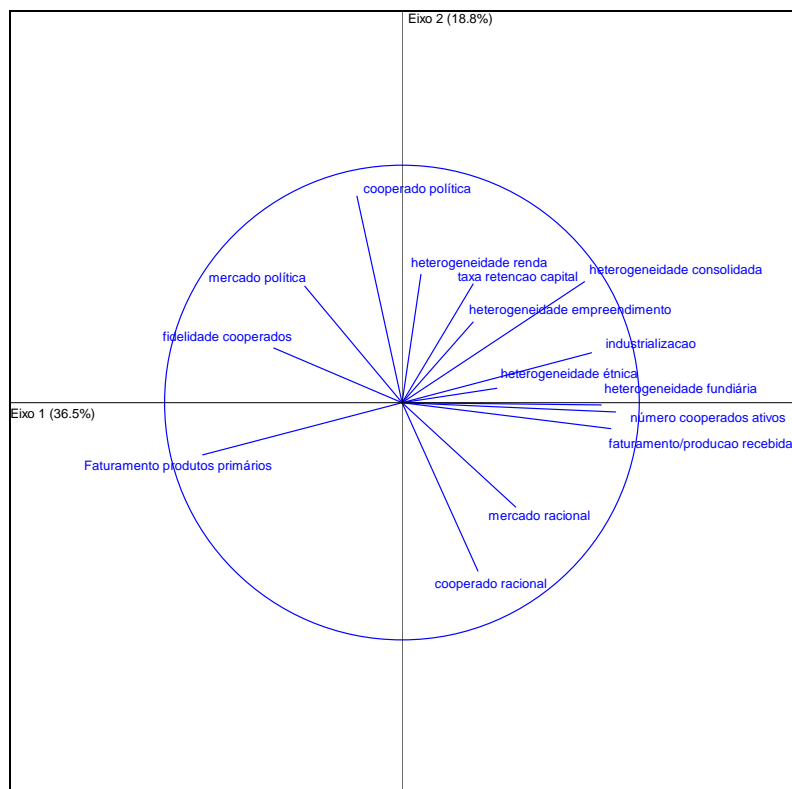 Eixo 2 (18.8%)
cooperado política
heterogeneidade renda
heterogeneidade consolidada
mercado política
taxa retencao capital
heterogeneidade empreendimento
fidelidade cooperados
industrializacao
heterogeneidade étnica
heterogeneidade fundiária
Eixo 1 (36.5%)
número cooperados ativos
faturamento/producao recebida
Faturamento produtos primários
mercado racional
cooperado racional